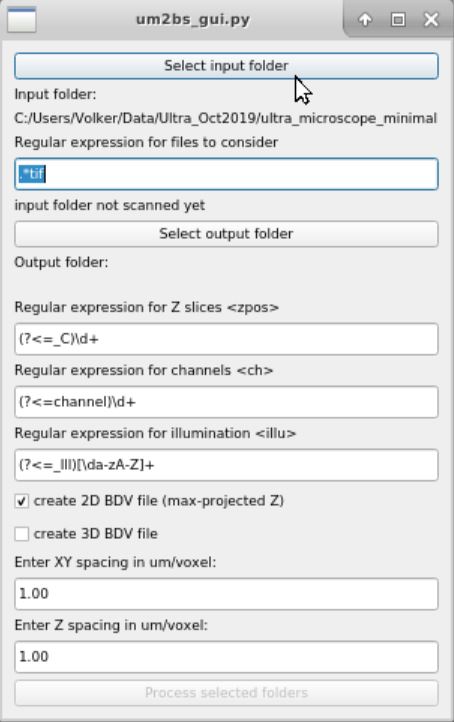 um2bs_gui.py
Select input folder
Input folder:
C:/Users/Volker/Data/Ultra_Oct2019/ultra_microscope_minimal
Regular expression for files to consider
.*tif
input folder not scanned yet
Select output folder
Output folder:
Regular expression for Z slices <zpos>
(?<=_C)\d+
Regular expression for channels <ch>
(?<=channel)\d+
Regular expression for illumination <illu>
(?<=_Ill)[\da-zA-Z]+
create 2D BDV file (max-projected Z)
create 3D BDV file
Enter XY spacing in um/voxel:
1.00
Enter Z spacing in um/voxel:
1.00
Process selected folders